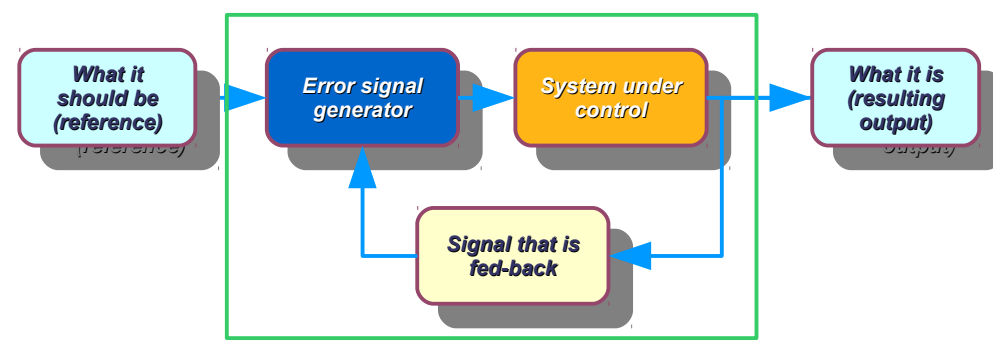 What it
should be
(reference)
Error signal
generator
System under
control
What it is
(resulting
output)
Signal that is
fed-back